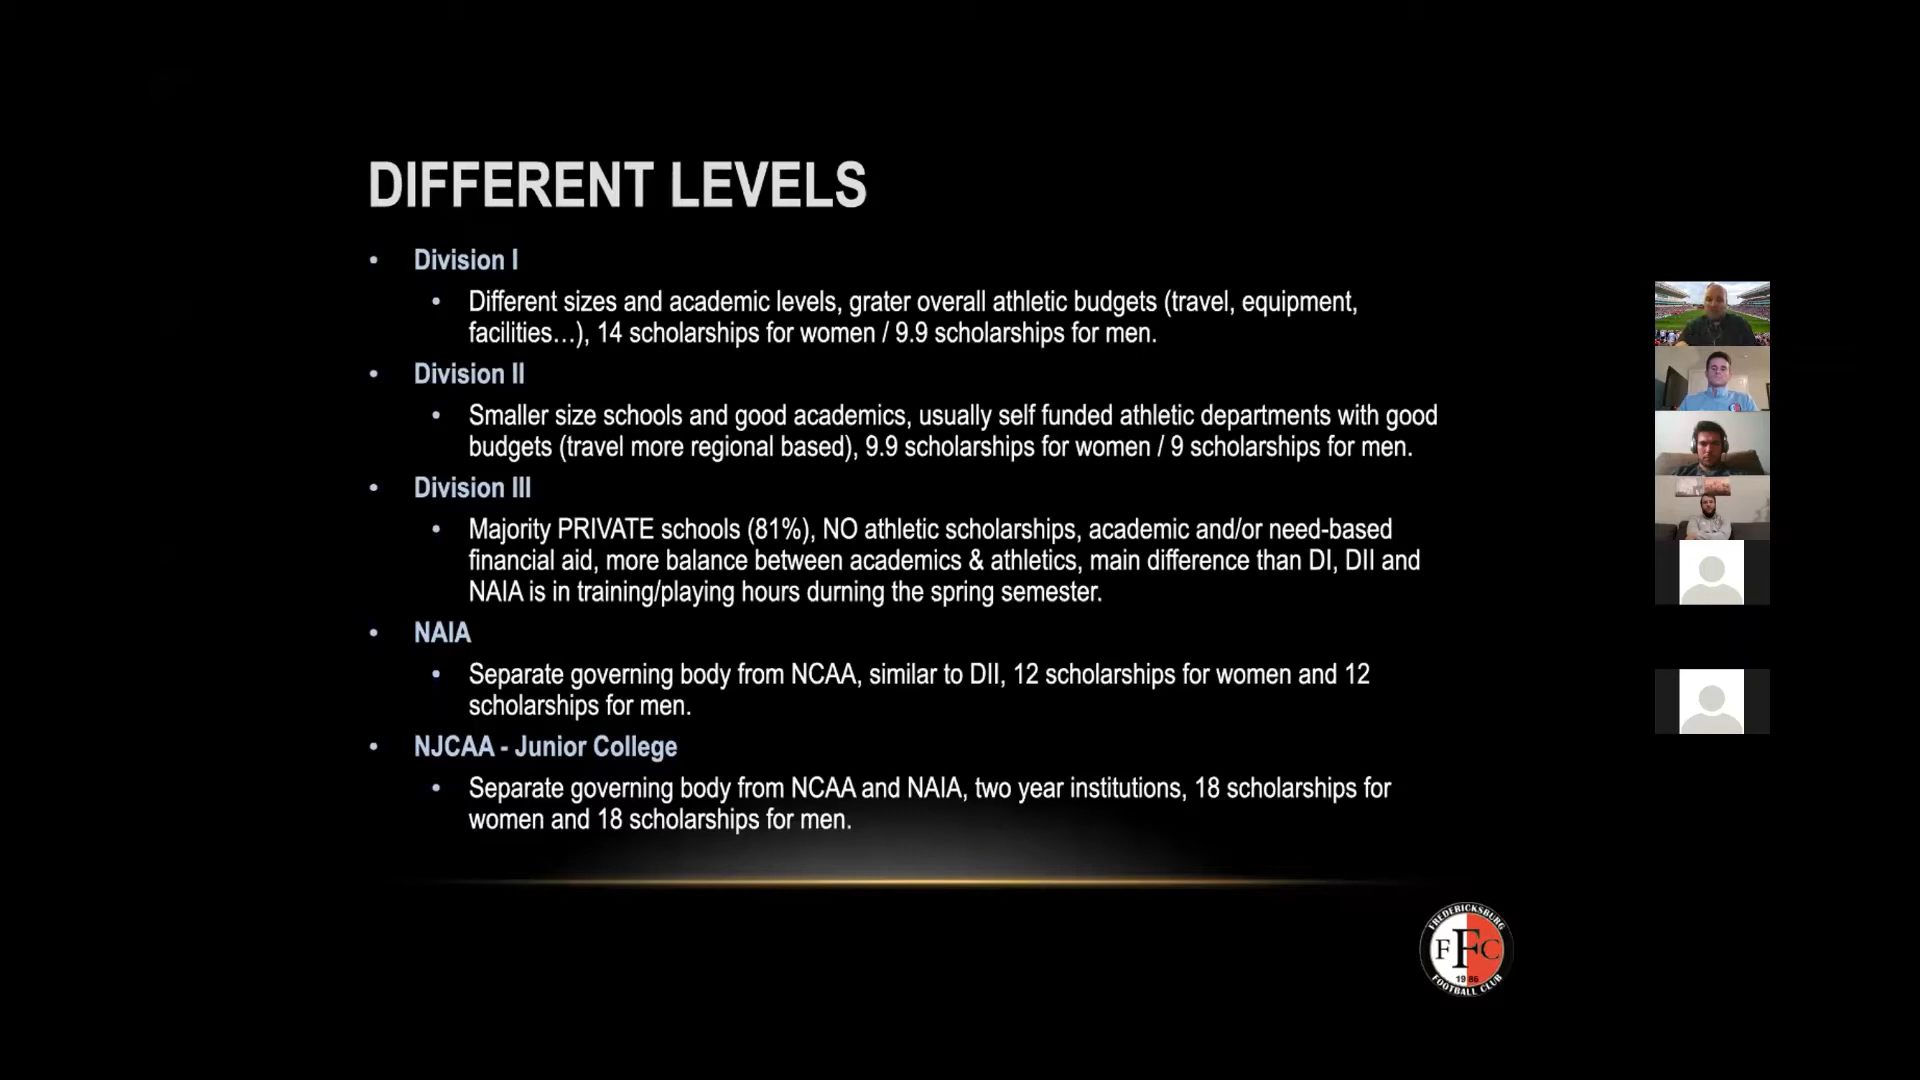 DIFFERENT LEVELS
• Division I
• Different sizes and academic levels, grater overall athletic budgets (travel, equipment,
facilities…), 14 scholarships for women / 9.9 scholarships for men.
• Division II
• Smaller size schools and good academics, usually self funded athletic departments with good
budgets (travel more regional based), 9.9 scholarships for women / 9 scholarships for men.
• Division III
• Majority PRIVATE schools (81%), NO athletic scholarships, academic and/or need-based
financial aid, more balance between academics & athletics, main difference than DI, DII and
NAIA is in training/playing hours durning the spring semester.
• NAIA
• Separate governing body from NCAA, similar to DII, 12 scholarships for women and 12
scholarships for men.
• NJCAA - Junior College
• Separate governing body from NCAA and NAIA, two year institutions, 18 scholarships for
women and 18 scholarships for men.
FREDERICKSBURG
FFC
19 86
FOOTBALL CLUB